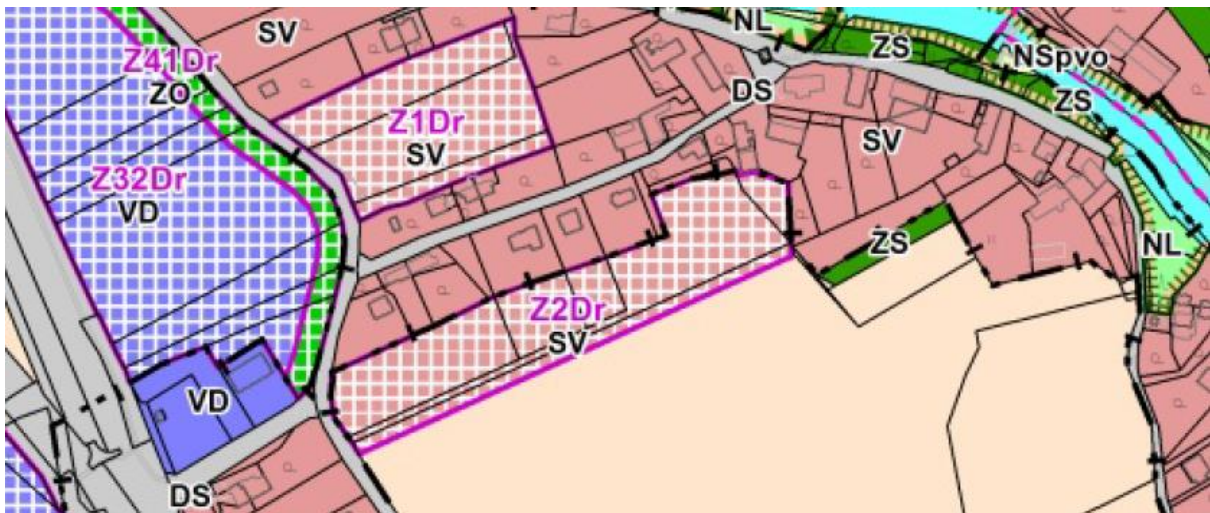 SV
NL
ZS
NSpvo
ZS
Z41Dr
ZO
DS
Z1Dr
SV
SV
Z32Dr
VD
ZS
NL
Z2Dr
SV
VD
DS